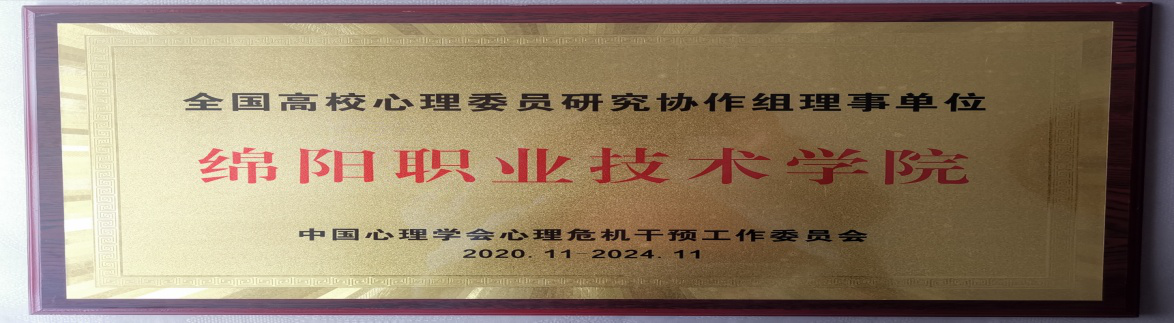 全国高校心理委员研究协作组理事单位
绵阳职业技术学院
中国心理学会心理危机干预工作委员会
2020.11-2024.11